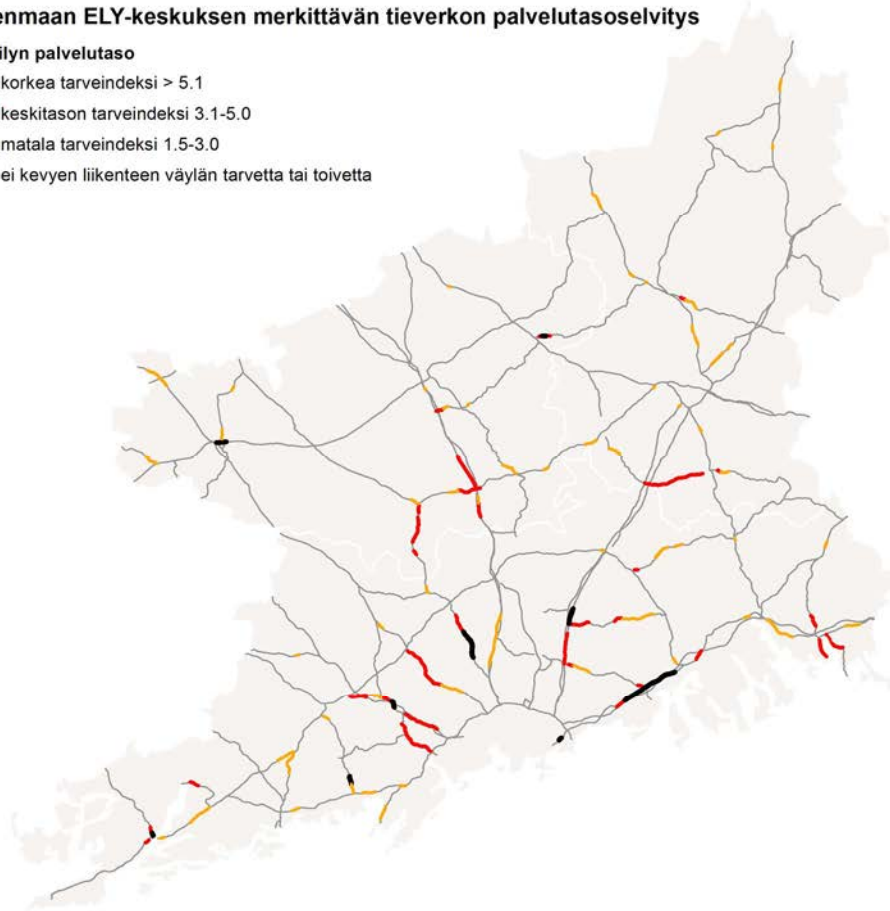 enmaan ELY-keskuksen merkittävän tieverkon palvelutasoselvitys
ilyn palvelutaso
korkea tarveindeksi > 5.1
keskitason tarveindeksi 3.1-5.0
matala tarveindeksi 1.5-3.0
ei kevyen liikenteen väylän tarvetta tai toivetta